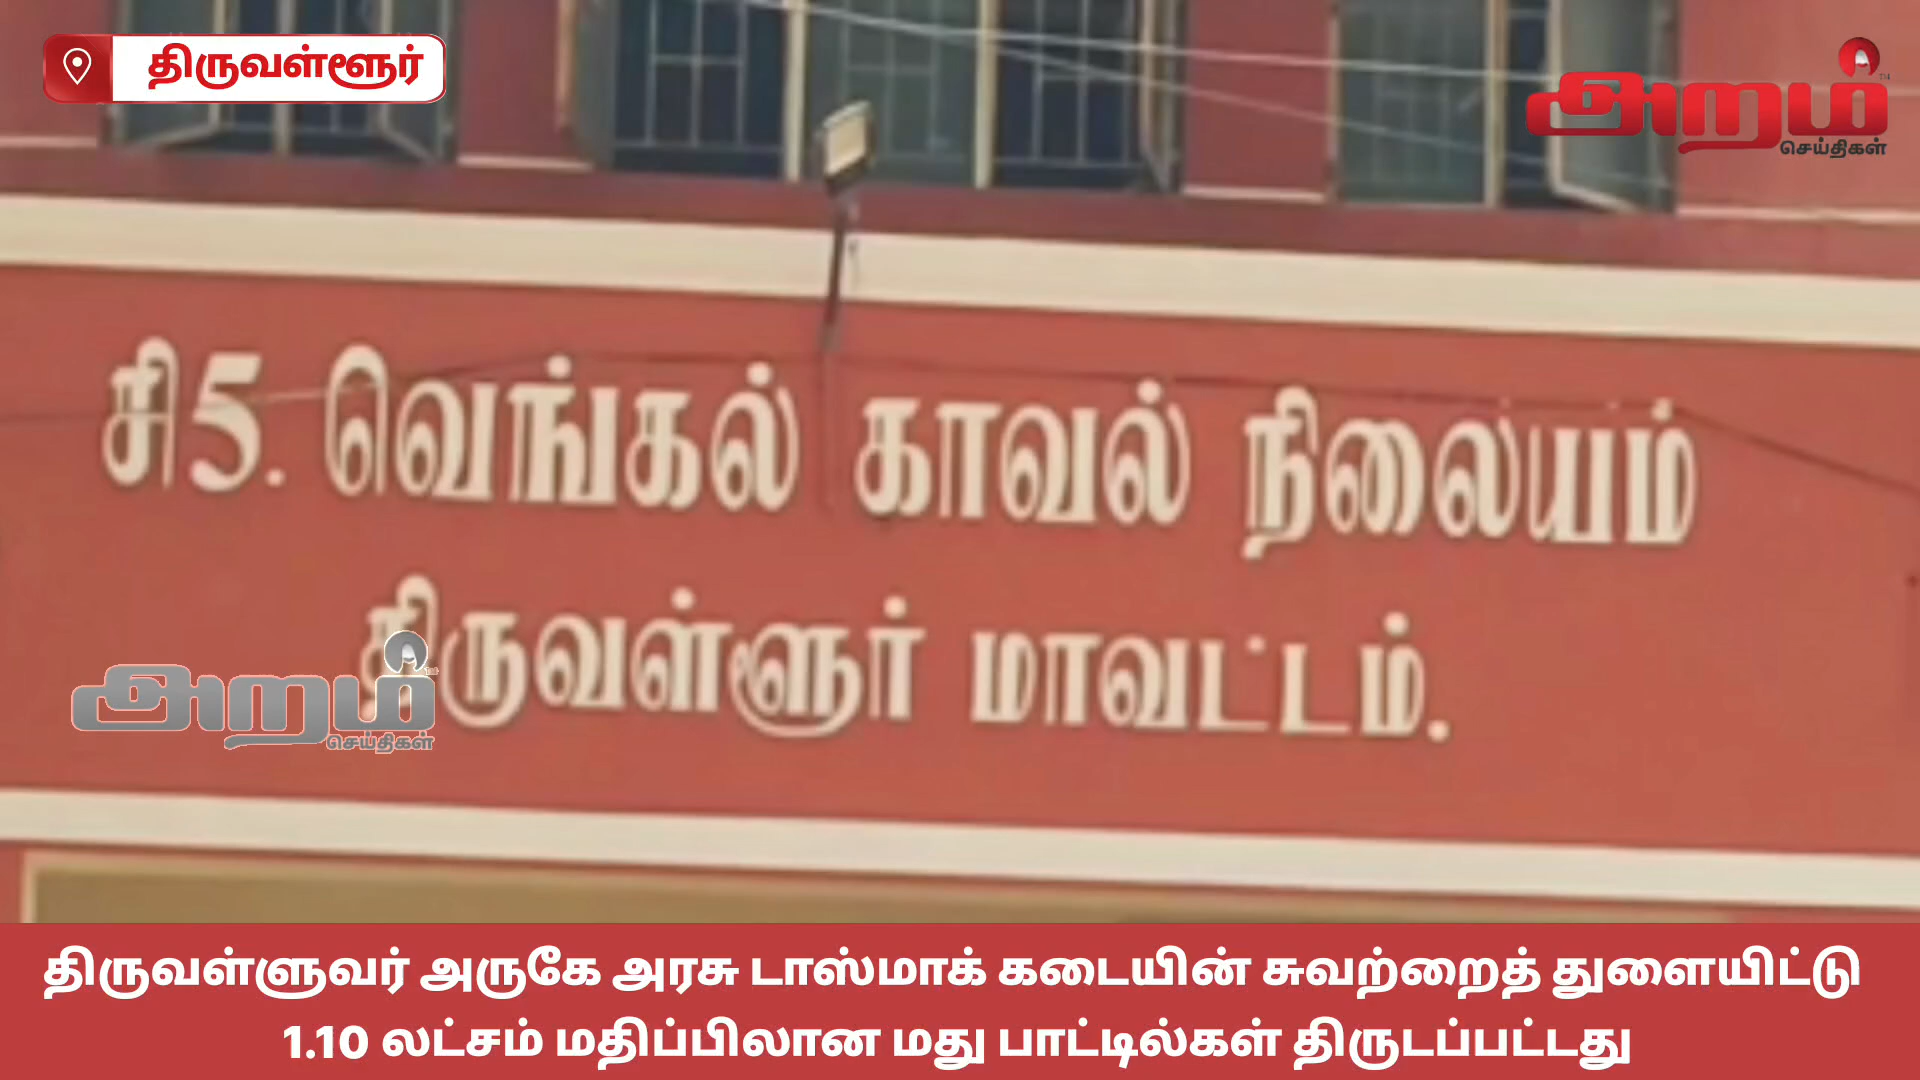 திருவள்ளூர்
அறம்
செய்திகள்
சி5. வெங்கல் காவல் நிலையம்
திருவள்ளூர் மாவட்டம்.
அறம்
செய்திகள்
திருவள்ளுவர் அருகே அரசு டாஸ்மாக் கடையின் சுவற்றைத் துளையிட்டு
1.10 லட்சம் மதிப்பிலான மது பாட்டில்கள் திருடப்பட்டது